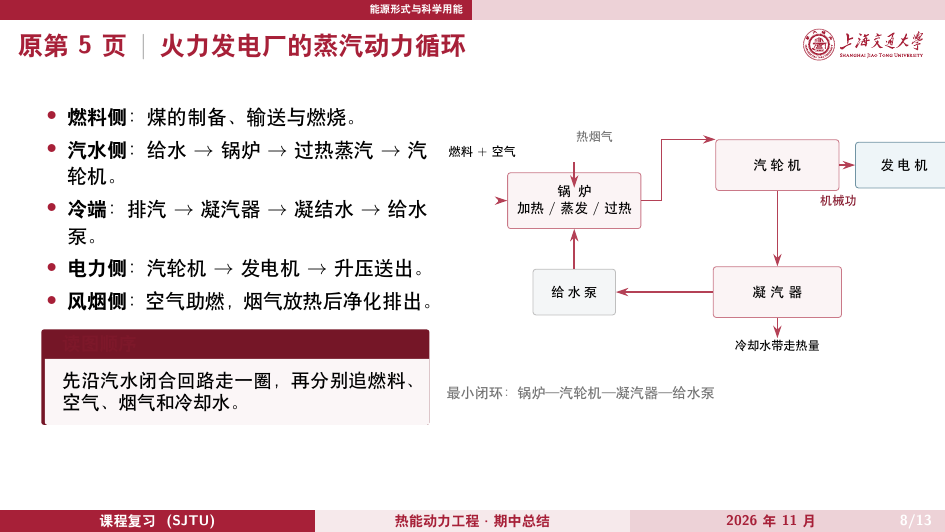 能源形式与科学用能
原第 5 页 | 火力发电厂的蒸汽动力循环
上海交通大学
SHANGHAI JIAO TONG UNIVERSITY
• 燃料侧：煤的制备、输送与燃烧。
• 汽水侧：给水 → 锅炉 → 过热蒸汽 → 汽
轮机。
• 冷端：排汽 → 凝汽器 → 凝结水 → 给水
泵。
• 电力侧：汽轮机 → 发电机 → 升压送出。
• 风烟侧：空气助燃，烟气放热后净化排出。
先沿汽水闭合回路走一圈，再分别追燃料、
空气、烟气和冷却水。
热烟气
燃料 + 空气
锅 炉
加热 / 蒸发 / 过热
汽 轮 机
发 电 机
机械功
给 水 泵
凝 汽 器
冷却水带走热量
最小闭环：锅炉—汽轮机—凝汽器—给水泵
课程复习 (SJTU)
热能动力工程 · 期中总结
2026 年 11 月
8/13